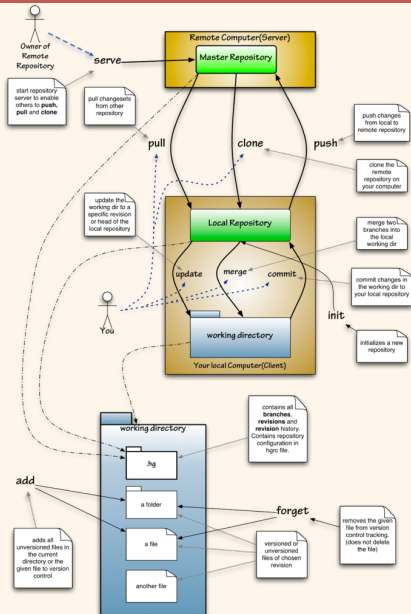 Owner of
Remote
Repository
serve
Remote Computer(Server)
Master Repository
start repository
server to enable
others to push,
pull and clone
pull changesets
from other
repository
push changes
from local to
remote repository
pull
clone
push
clone the
remote
repository on
your computer
update the
working dir to a
specific revision
or head of the
local repository
Local Repository
merge two
branches into
the local
working dir
update
merge
commit
commit changes in
the working dir to
your local repository
You
init
working directory
Your local Computer(Client)
initializes a new
repository
working directory
contains all
branches,
revisions and
revision history.
Contains repository
configuration in
hgrc file.
.hg
add
a folder
forget
removes the given
file from version
control tracking.
(does not delete
the file)
a file
adds all
unversioned files in
the current
directory or the
given file to version
control
versioned or
unversioned
files of chosen
revision
another file